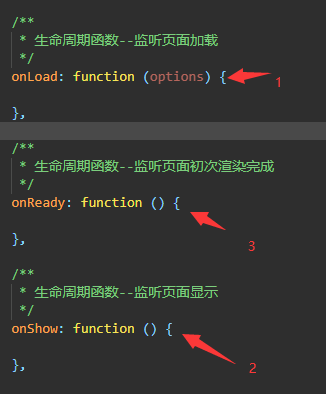 /**
* 生命周期函数--监听页面加载
*/
onLoad: function (options) {
1
},
/**
* 生命周期函数--监听页面初次渲染完成
*/
onReady: function () {
3
},
/**
* 生命周期函数--监听页面显示
*/
onShow: function () {
2
},